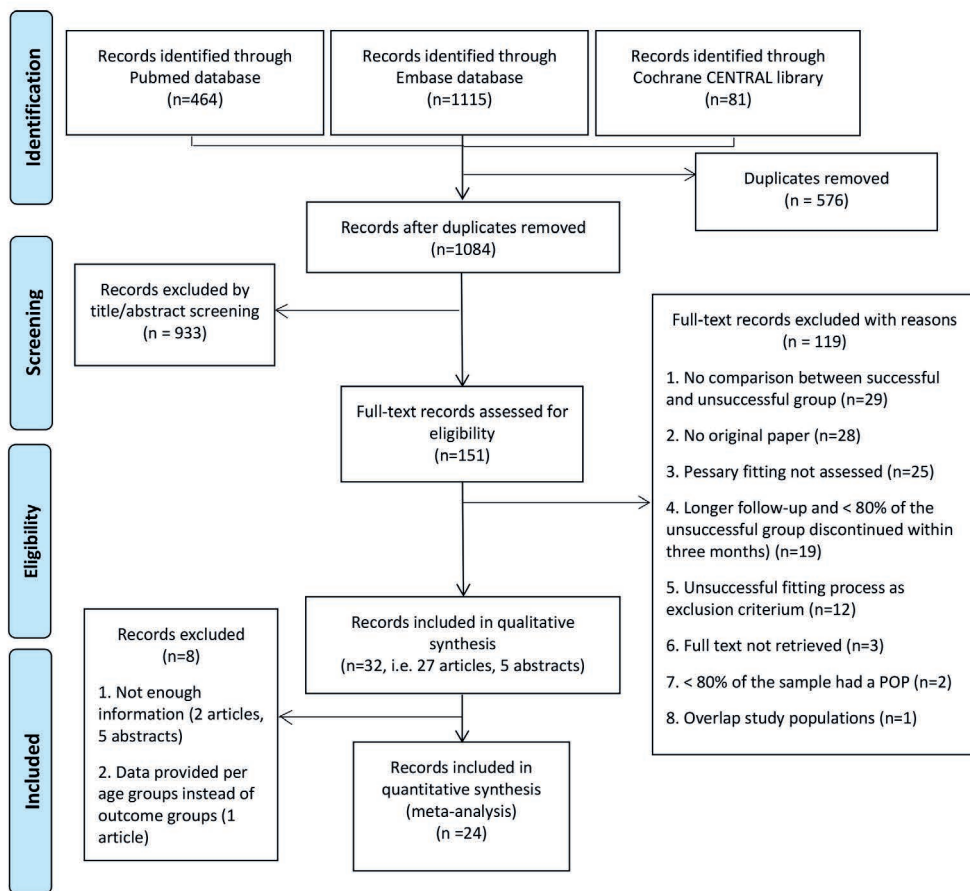 Identification
Records identified through
Pubmed database
(n=464)
Records identified through
Embase database
(n=1115)
Records identified through
Cochrane CENTRAL library
(n=81)
Duplicates removed
(n = 576)
Records after duplicates removed
(n=1084)
Screening
Records excluded by
title/abstract screening
(n = 933)
Full-text records assessed for
eligibility
(n=151)
Full-text records excluded with reasons
(n = 119)
1. No comparison between successful
and unsuccessful group (n=29)
2. No original paper (n=28)
3. Pessary fitting not assessed (n=25)
4. Longer follow-up and < 80% of the
unsuccessful group discontinued within
three months) (n=19)
5. Unsuccessful fitting process as
exclusion criterium (n=12)
6. Full text not retrieved (n=3)
7. < 80% of the sample had a POP (n=2)
8. Overlap study populations (n=1)
Eligibility
Records included in qualitative
synthesis
(n=32, i.e. 27 articles, 5 abstracts)
Records excluded
(n=8)
1. Not enough
information (2 articles,
5 abstracts)
2. Data provided per
age groups instead of
outcome groups (1
article)
Included
Records included in
quantitative synthesis
(meta-analysis)
(n =24)